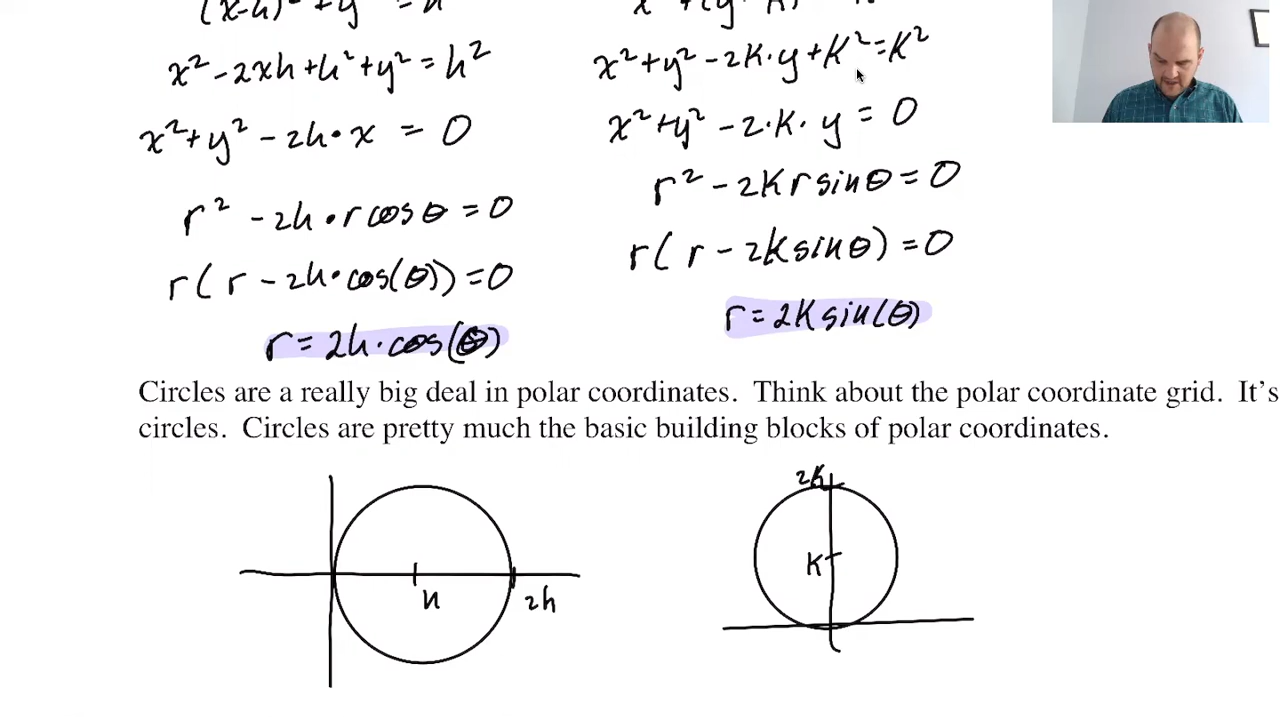 (x-h)² + y² = h
x² - 2xh + h² + y² = h²
x² + y² - 2h • x = 0
r² - 2h • r cos θ = 0
r ( r - 2h • cos(θ)) = 0
r = 2h • cos(θ)
x² + y² - 2K • y + K² = K²
x² + y² - 2 • K • y = 0
r² - 2K r sin θ = 0
r ( r - 2K sin θ) = 0
r = 2K sin(θ)
Circles are a really big deal in polar coordinates. Think about the polar coordinate grid. It's
circles. Circles are pretty much the basic building blocks of polar coordinates.
h
2h
2K
K